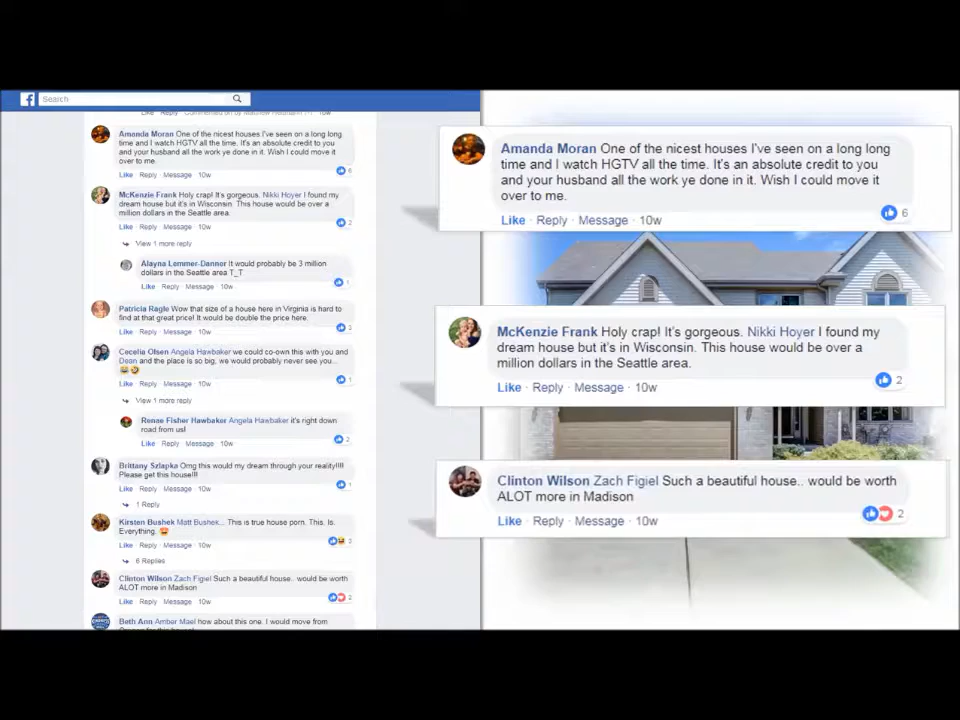 Search
Amanda Moran One of the nicest houses I've seen on a long long
time and I watch HGTV all the time. It's an absolute credit to you
and your husband all the work ye done in it. Wish I could move it
over to me.
Like · Reply · Message · 10w
6
McKenzie Frank Holy crap! It's gorgeous. Nikki Hoyer I found my
dream house but it's in Wisconsin. This house would be over a
million dollars in the Seattle area.
Like · Reply · Message · 10w
2
View 1 more reply
Alayna Lemmer-Danner It would probably be 3 million
dollars in the Seattle area T_T
Like · Reply · Message · 10w
1
Patricia Ragle Wow that size of a house here in Virginia is hard to
find at that great price! It would be double the price here.
Like · Reply · Message · 10w
Cecelia Olsen Angela Hawbaker we could co-own this with you and
Dean and the place is so big, we would probably never see you...
😂🤣
Like · Reply · Message · 10w
1
View 1 more reply
Renae Fisher Hawbaker Angela Hawbaker it's right down
road from us!
Like · Reply · Message · 10w
2
Brittany Szlapka Omg this would my dream through your reality!!!!
Please get this house!!!
Like · Reply · Message · 10w
1
1 Reply
Kirsten Bushek Matt Bushek... This is true house porn. This. Is.
Everything. 😍
Like · Reply · Message · 10w
3
6 Replies
Clinton Wilson Zach Figiel Such a beautiful house.. would be worth
ALOT more in Madison
Like · Reply · Message · 10w
2
Beth Ann Amber Mael how about this one. I would move from
Amanda Moran One of the nicest houses I've seen on a long long
time and I watch HGTV all the time. It's an absolute credit to you
and your husband all the work ye done in it. Wish I could move it
over to me.
Like · Reply · Message · 10w
6
McKenzie Frank Holy crap! It's gorgeous. Nikki Hoyer I found my
dream house but it's in Wisconsin. This house would be over a
million dollars in the Seattle area.
Like · Reply · Message · 10w
2
Clinton Wilson Zach Figiel Such a beautiful house.. would be worth
ALOT more in Madison
Like · Reply · Message · 10w
2